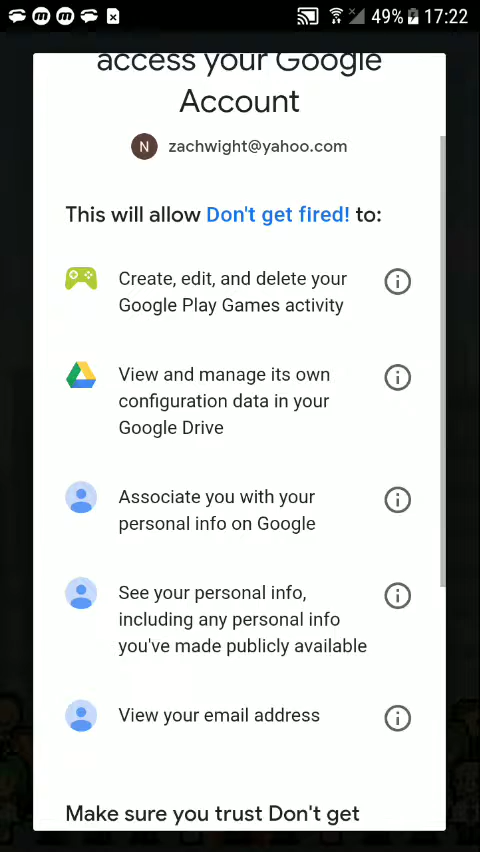 49% 17:22
access your Google
Account
N zachwight@yahoo.com
This will allow Don't get fired! to:
Create, edit, and delete your
Google Play Games activity
View and manage its own
configuration data in your
Google Drive
Associate you with your
personal info on Google
See your personal info,
including any personal info
you've made publicly available
View your email address
Make sure you trust Don't get